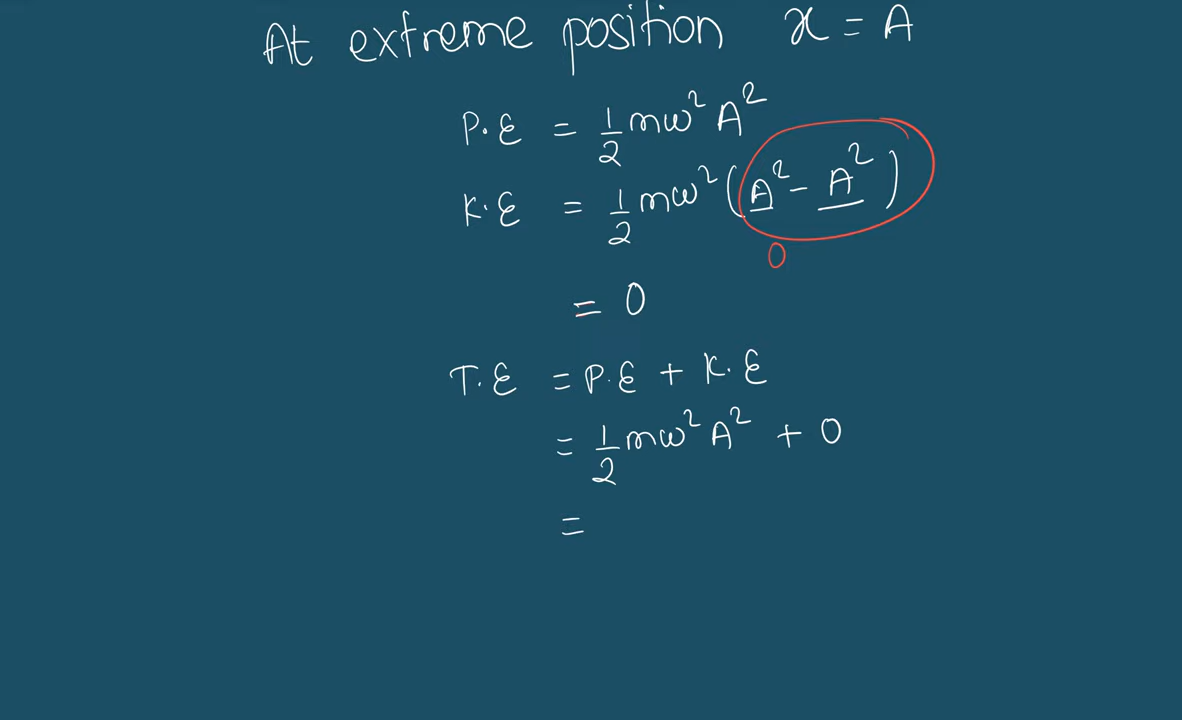 At extreme position x = A
P.E = 1/2 mω² A²
K.E = 1/2 mω² (A² - A²)
0
= 0
T.E = P.E + K.E
= 1/2 mω² A² + 0
=